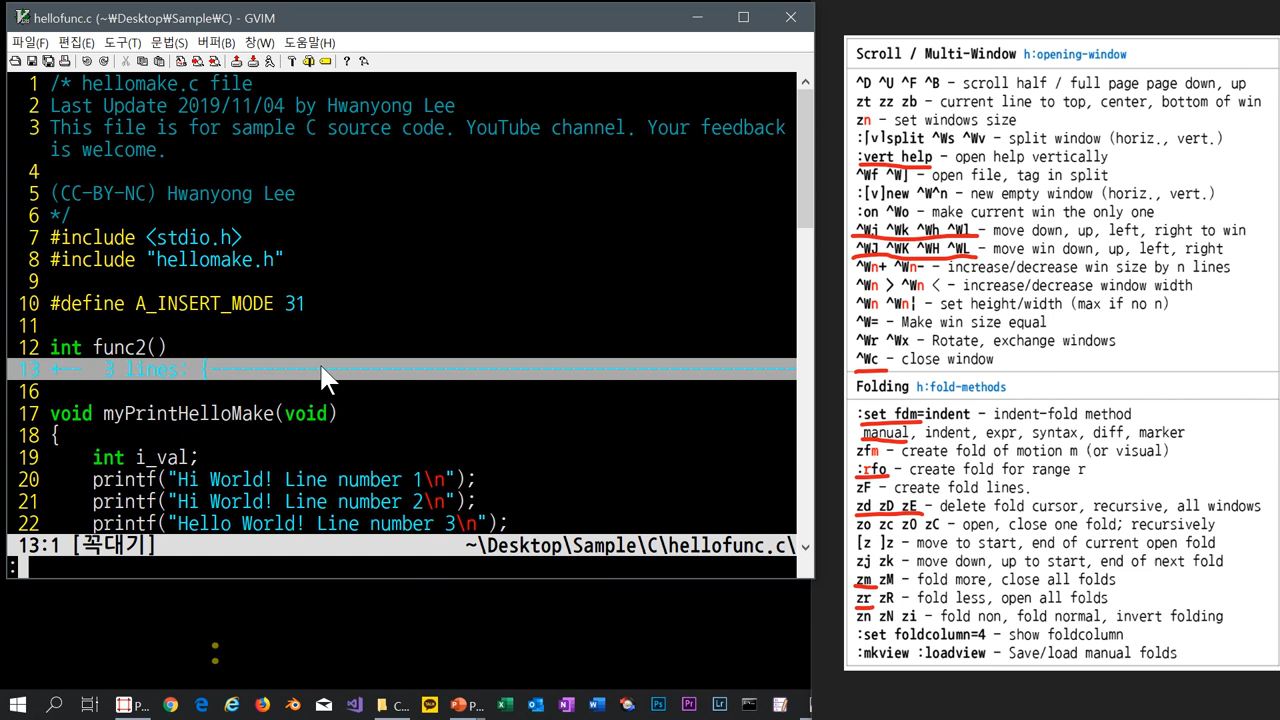 hellofunc.c (~₩Desktop₩Sample₩C) - GVIM
파일(F) 편집(E) 도구(T) 문법(S) 버퍼(B) 창(W) 도움말(H)
1 /* hellomake.c file
2 Last Update 2019/11/04 by Hwanyong Lee
3 This file is for sample C source code. YouTube channel. Your feedback
is welcome.
4
5 (CC-BY-NC) Hwanyong Lee
6 */
7 #include <stdio.h>
8 #include "hellomake.h"
9
10 #define A_INSERT_MODE 31
11
12 int func2()
13 +--  3 lines: {-------------------------------------------------------
16
17 void myPrintHelloMake(void)
18 {
19     int i_val;
20     printf("Hi World! Line number 1\n");
21     printf("Hi World! Line number 2\n");
22     printf("Hello World! Line number 3\n");
13:1 [꼭대기] ~\Desktop\Sample\C\hellofunc.c\
:
:
Scroll / Multi-Window h:opening-window
^D ^U ^F ^B - scroll half / full page page down, up
zt zz zb - current line to top, center, bottom of win
zn - set windows size
:[v]split ^Ws ^Wv - split window (horiz., vert.)
:vert help - open help vertically
^Wf ^W] - open file, tag in split
:[v]new ^W^n - new empty window (horiz., vert.)
:on ^Wo - make current win the only one
^Wj ^Wk ^Wh ^Wl - move down, up, left, right to win
^WJ ^WK ^WH ^WL - move win down, up, left, right
^Wn+ ^Wn- - increase/decrease win size by n lines
^Wn > ^Wn < - increase/decrease window width
^Wn_ ^Wn¦ - set height/width (max if no n)
^W= - Make win size equal
^Wr ^Wx - Rotate, exchange windows
^Wc - close window
Folding h:fold-methods
:set fdm=indent - indent-fold method
manual, indent, expr, syntax, diff, marker
zfm - create fold of motion m (or visual)
:rfo - create fold for range r
zF - create fold lines.
zd zD zE - delete fold cursor, recursive, all windows
zo zc zO zC - open, close one fold; recursively
[z ]z - move to start, end of current open fold
zj zk - move down, up to start, end of next fold
zm zM - fold more, close all folds
zr zR - fold less, open all folds
zn zN zi - fold non, fold normal, invert folding
:set foldcolumn=4 - show foldcolumn
:mkview :loadview - Save/load manual folds